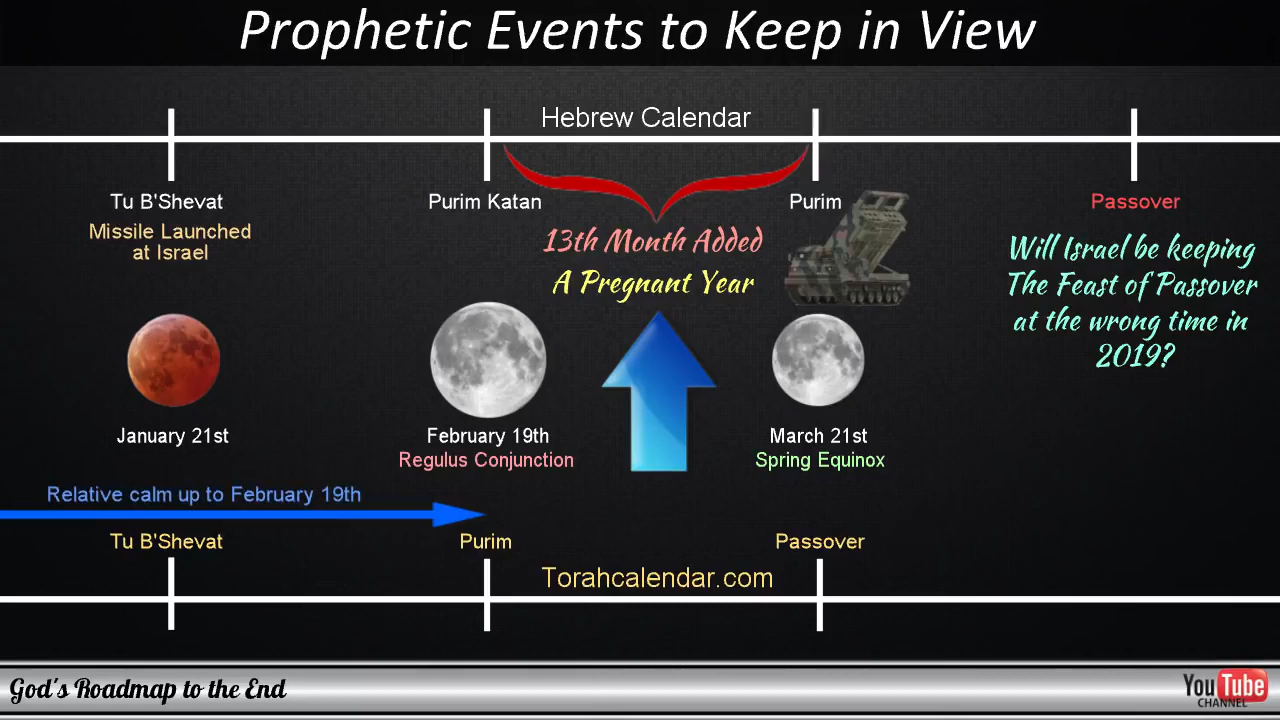 Prophetic Events to Keep in View
Hebrew Calendar
Tu B'Shevat
Missile Launched
at Israel
Purim Katan
13th Month Added
A Pregnant Year
Purim
Passover
Will Israel be keeping
The Feast of Passover
at the wrong time in
2019?
January 21st
February 19th
Regulus Conjunction
March 21st
Spring Equinox
Relative calm up to February 19th
Tu B'Shevat
Purim
Passover
Torahcalendar.com
God's Roadmap to the End
YouTube
CHANNEL